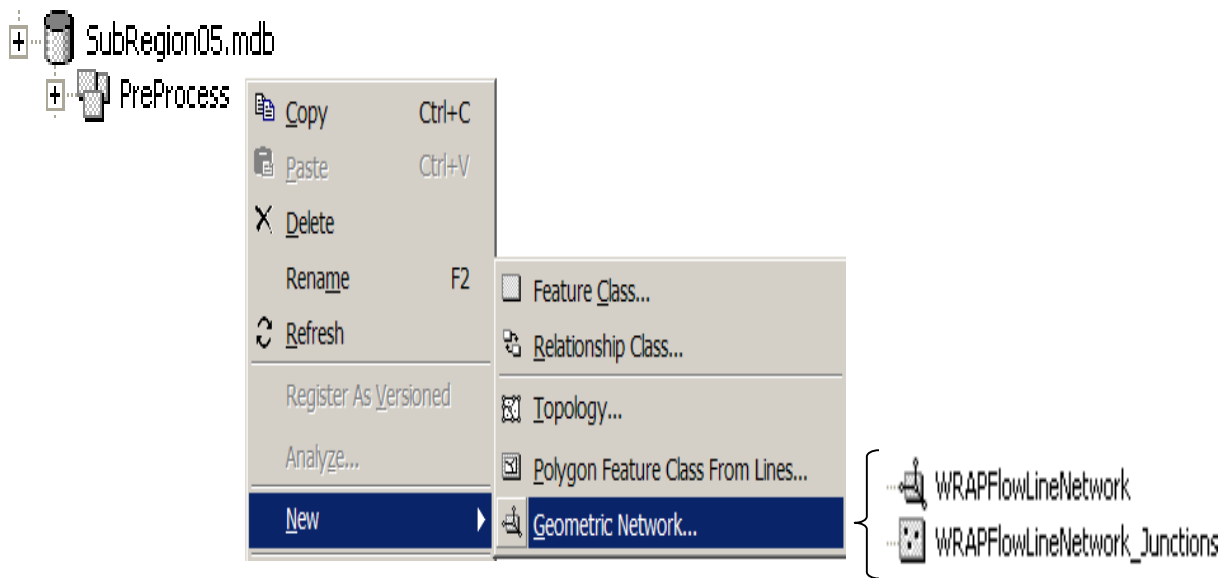 SubRegion05.mdb
PreProcess
Copy Ctrl+C
Paste Ctrl+V
Delete
Rename F2
Refresh
Register As Versioned
Analyze...
New
Feature Class...
Relationship Class...
Topology...
Polygon Feature Class From Lines...
Geometric Network...
WRAPFlowLineNetwork
WRAPFlowLineNetwork_Junctions